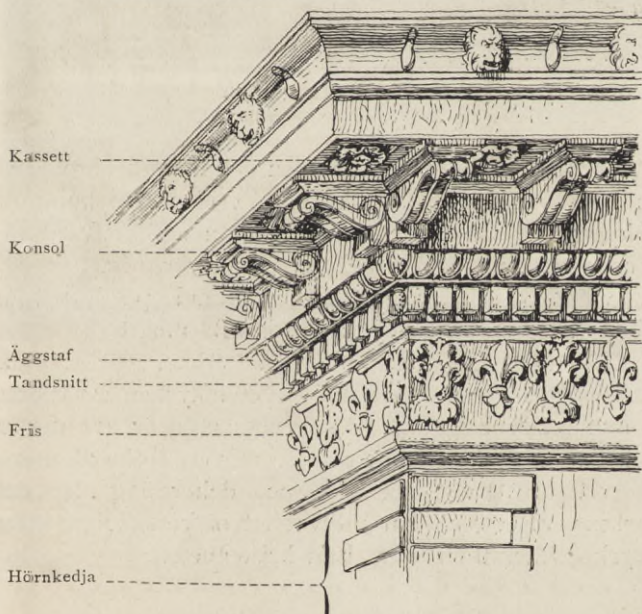 Kassett
Konsol
Äggstaf
Tandsnitt
Fris
Hörnkedja